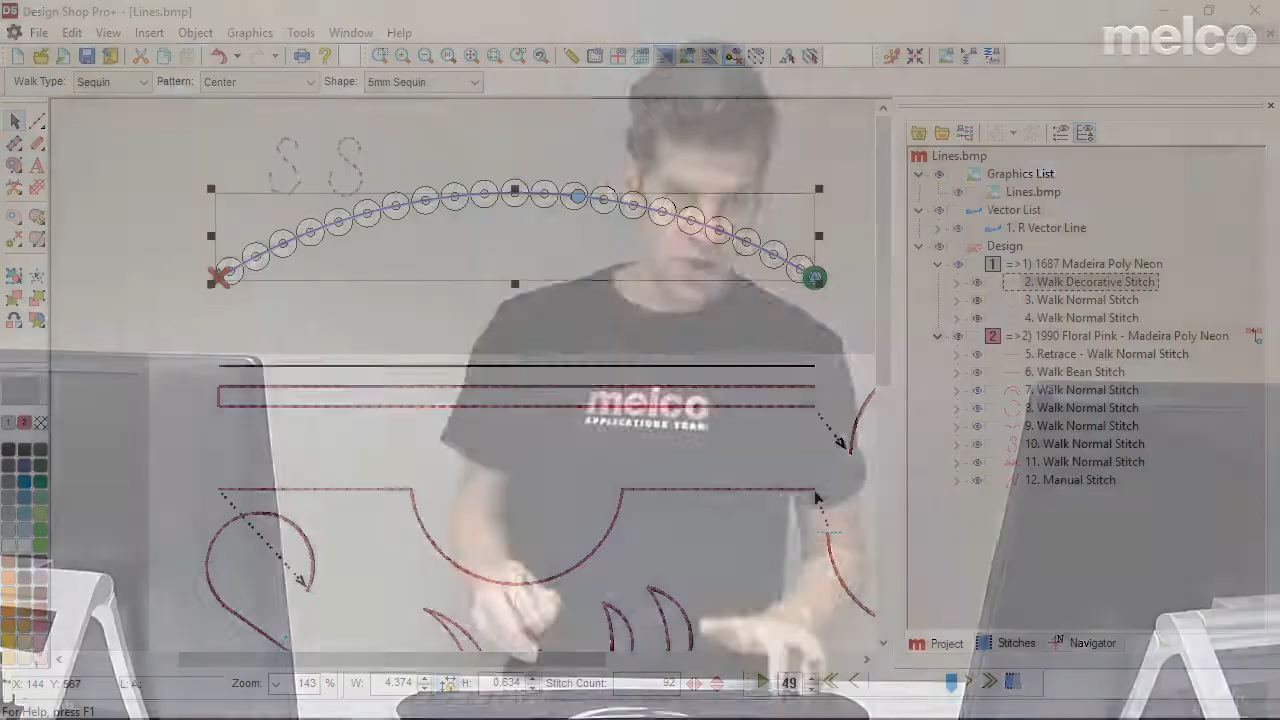 Design Shop Pro+ - [Lines.bmp]
melco
File Edit View Insert Object Graphics Tools Window Help
Walk Type: Sequin Pattern: Center Shape: 5mm Sequin
Lines.bmp
Graphics List
Lines.bmp
Vector List
1. R Vector Line
Design
1 =>1) 1687 Madeira Poly Neon
2. Walk Decorative Stitch
3. Walk Normal Stitch
4. Walk Normal Stitch
2 =>2) 1990 Floral Pink - Madeira Poly Neon
5. Retrace - Walk Normal Stitch
6. Walk Bean Stitch
7. Walk Normal Stitch
8. Walk Normal Stitch
9. Walk Normal Stitch
10. Walk Normal Stitch
11. Walk Normal Stitch
12. Manual Stitch
melco
APPLICATIONS TEAM
Project Stitches Navigator
X: 144 Y: 567 L: 4 Zoom: 143 % W: 4.374 H: 0.634 Stitch Count: 92 49
For Help, press F1